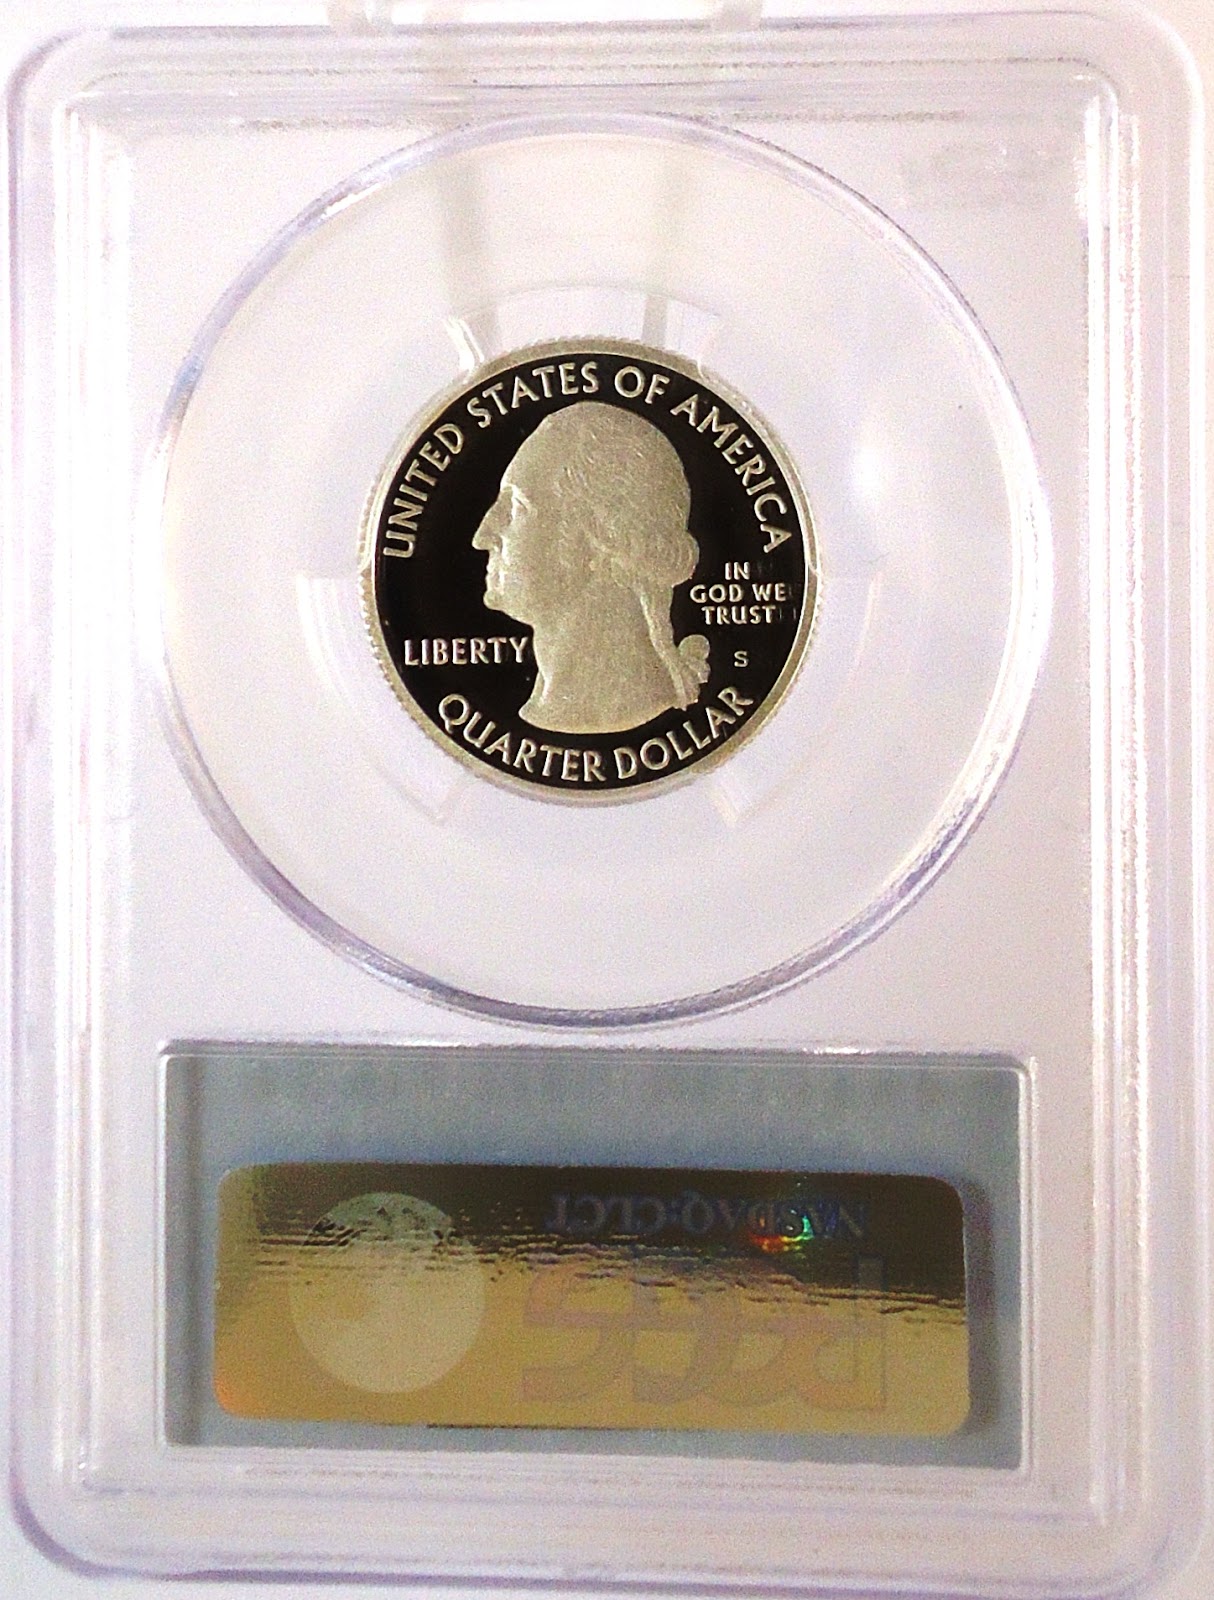 UNITED STATES OF AMERICA
IN
GOD WE
TRUST
LIBERTY
S
QUARTER DOLLAR
NASDAQ:CLCT
PCGS